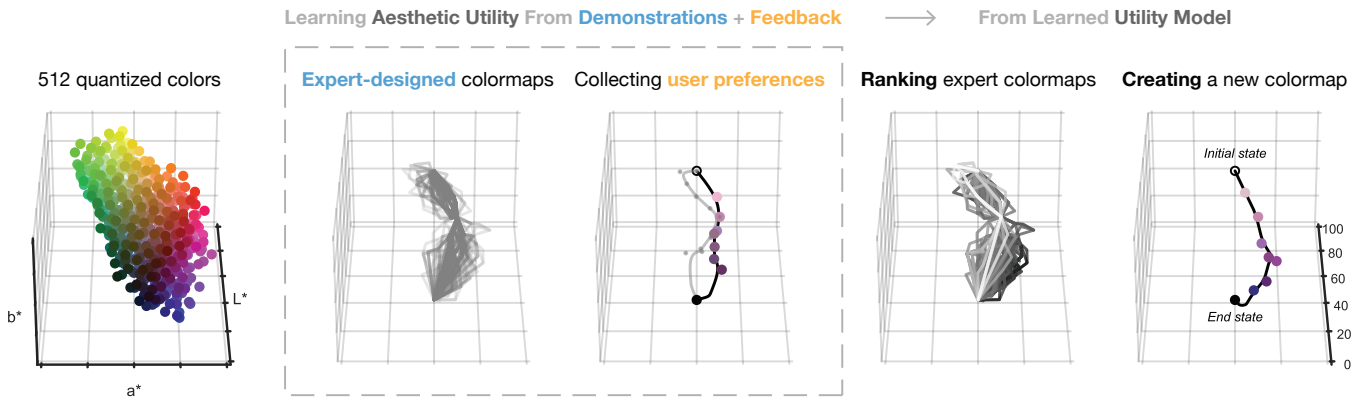 Learning Aesthetic Utility From Demonstrations + Feedback
From Learned Utility Model
512 quantized colors
Expert-designed colormaps
Collecting user preferences
Ranking expert colormaps
Creating a new colormap
Initial state
End state
b*
L*
a*
100
80
60
40
20
0